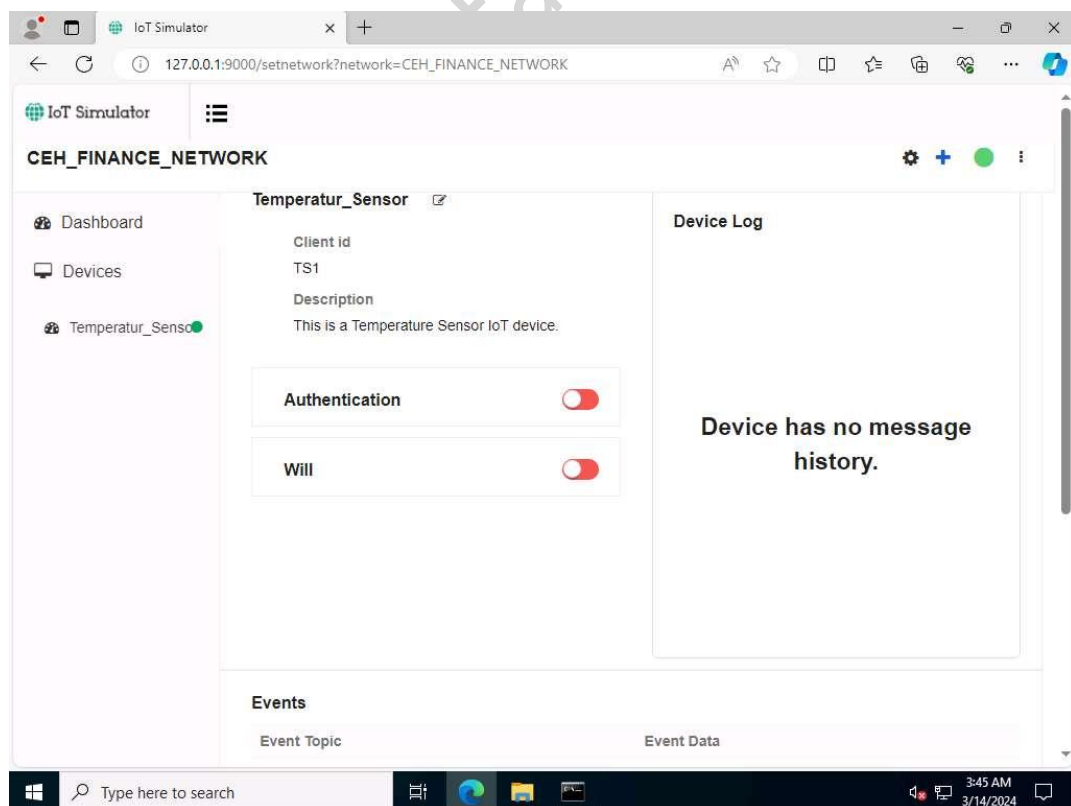 IoT Simulator
127.0.0.1:9000/setnetwork?network=CEH_FINANCE_NETWORK
IoT Simulator
CEH_FINANCE_NETWORK
Dashboard
Devices
Temperatur_Senso
Temperatur_Sensor
Client id
TS1
Description
This is a Temperature Sensor IoT device.
Authentication
Will
Device Log
Device has no message
history.
Events
Event Topic Event Data
Type here to search
3:45 AM
3/14/2024